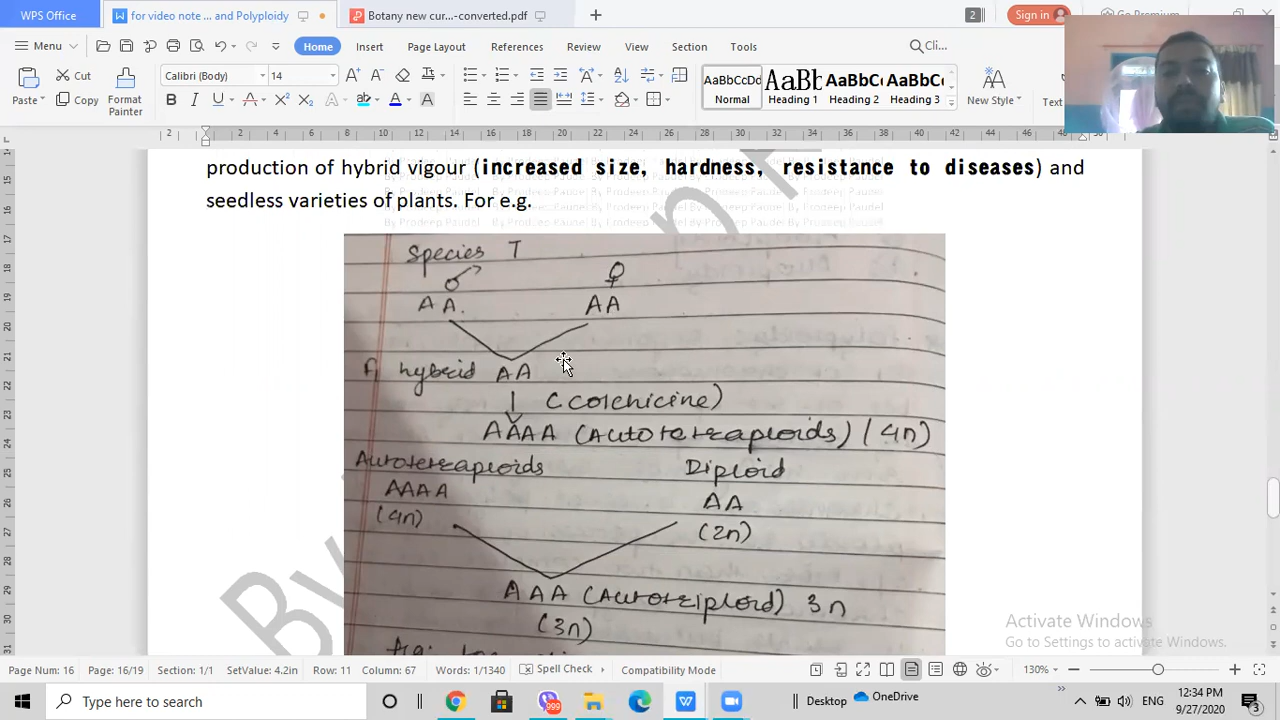 WPS Office
for video note ... and Polyploidy
Botany new cur...-converted.pdf
2
Sign in
Go Premium
Menu
Home
Insert
Page Layout
References
Review
View
Section
Tools
Cli...
Paste
Cut
Copy
Format
Painter
Calibri (Body)
14
AaBbCcDd
Normal
AaBb
Heading 1
AaBbC
Heading 2
AaBbC
Heading 3
New Style
Text
production of hybrid vigour (increased size, hardness, resistance to diseases) and
seedless varieties of plants. For e.g.
Species T
♂ ♀
AA. AA
F₁ hybrid AA
(colchicine)
AAAA (Autotetraploids) (4n)
Autotetraploids Diploid
AAAA AA
(4n) (2n)
AAA (Autotriploid) 3n
(3n)
Activate Windows
Go to Settings to activate Windows.
Page Num: 16 Page: 16/19 Section: 1/1 SetValue: 4.2in Row: 11 Column: 67 Words: 1/1340 Spell Check Compatibility Mode 130%
Type here to search
999
Desktop
OneDrive
ENG
12:34 PM
9/27/2020
3